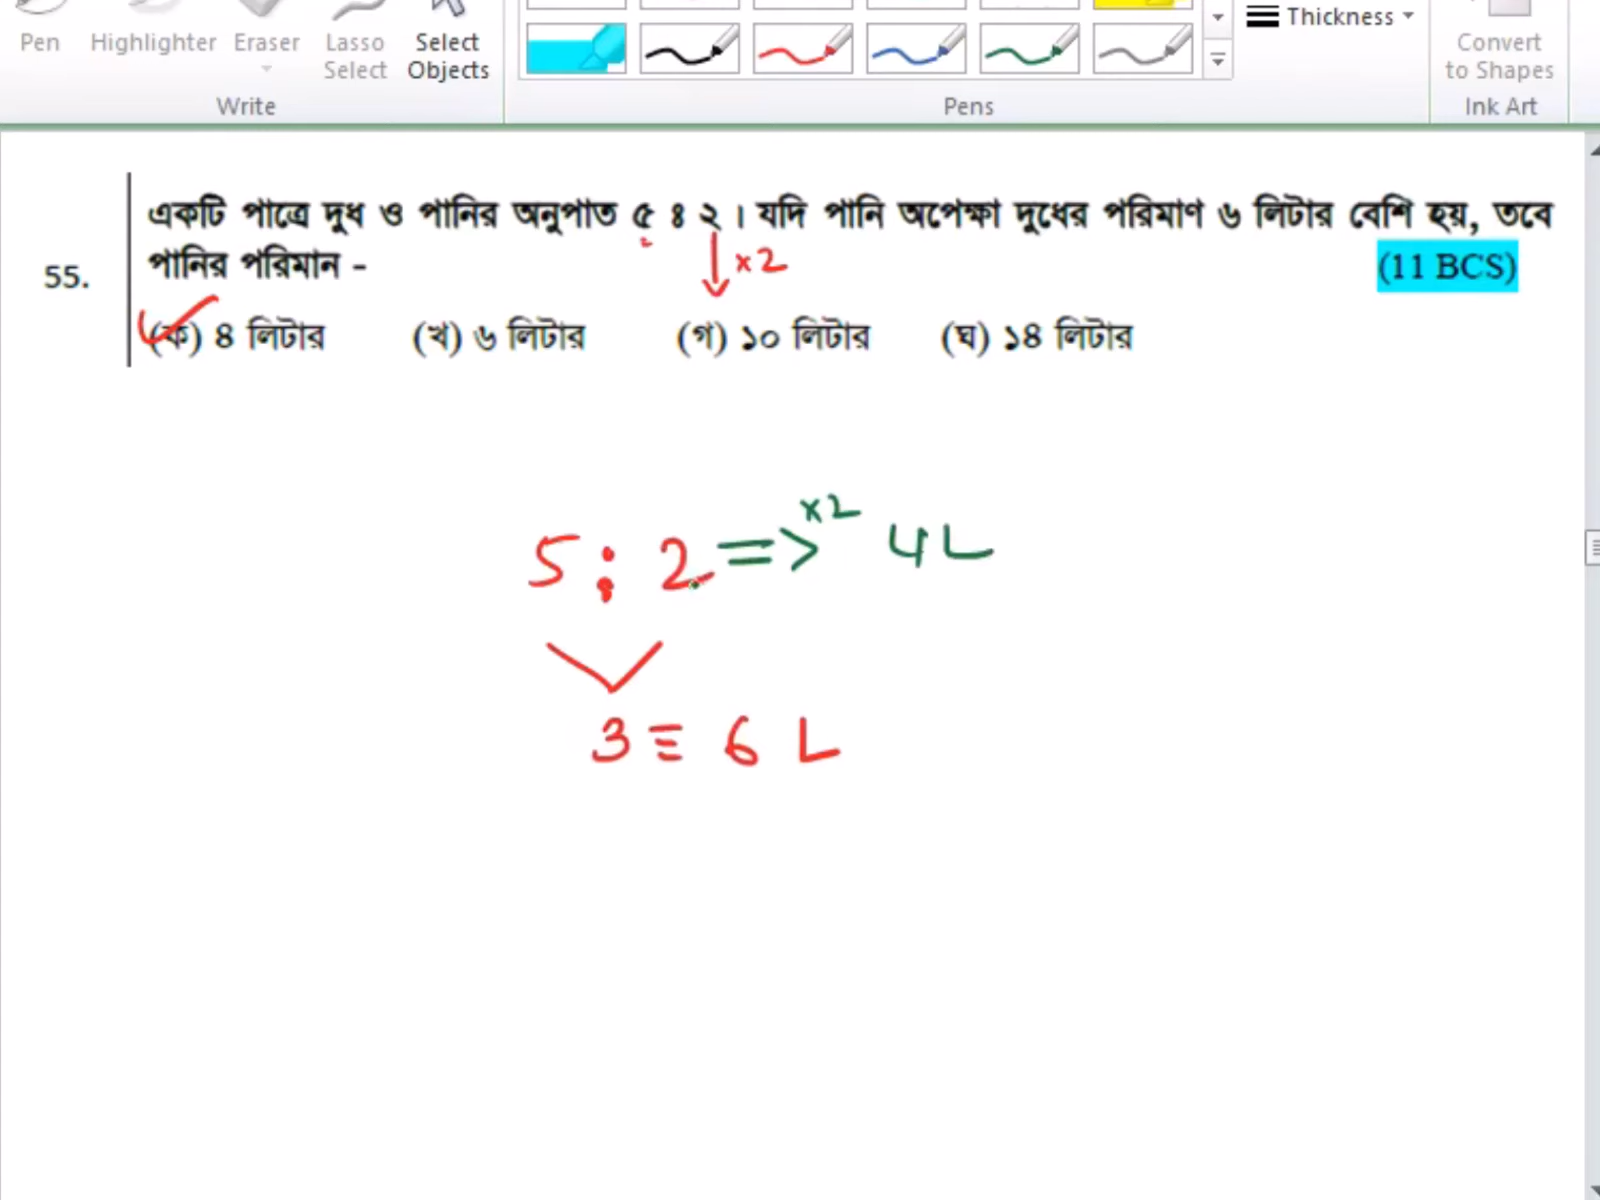 Pen Highlighter Eraser Lasso Select Select Objects
Thickness
Convert to Shapes
Write Pens Ink Art
55. একটি পাত্রে দুধ ও পানির অনুপাত ৫ ঃ ২। যদি পানি অপেক্ষা দুধের পরিমাণ ৬ লিটার বেশি হয়, তবে
পানির পরিমান - ×2 (11 BCS)
(ক) ৪ লিটার (খ) ৬ লিটার (গ) ১০ লিটার (ঘ) ১৪ লিটার
5 : 2 => ×2 4L
3 ≡ 6 L